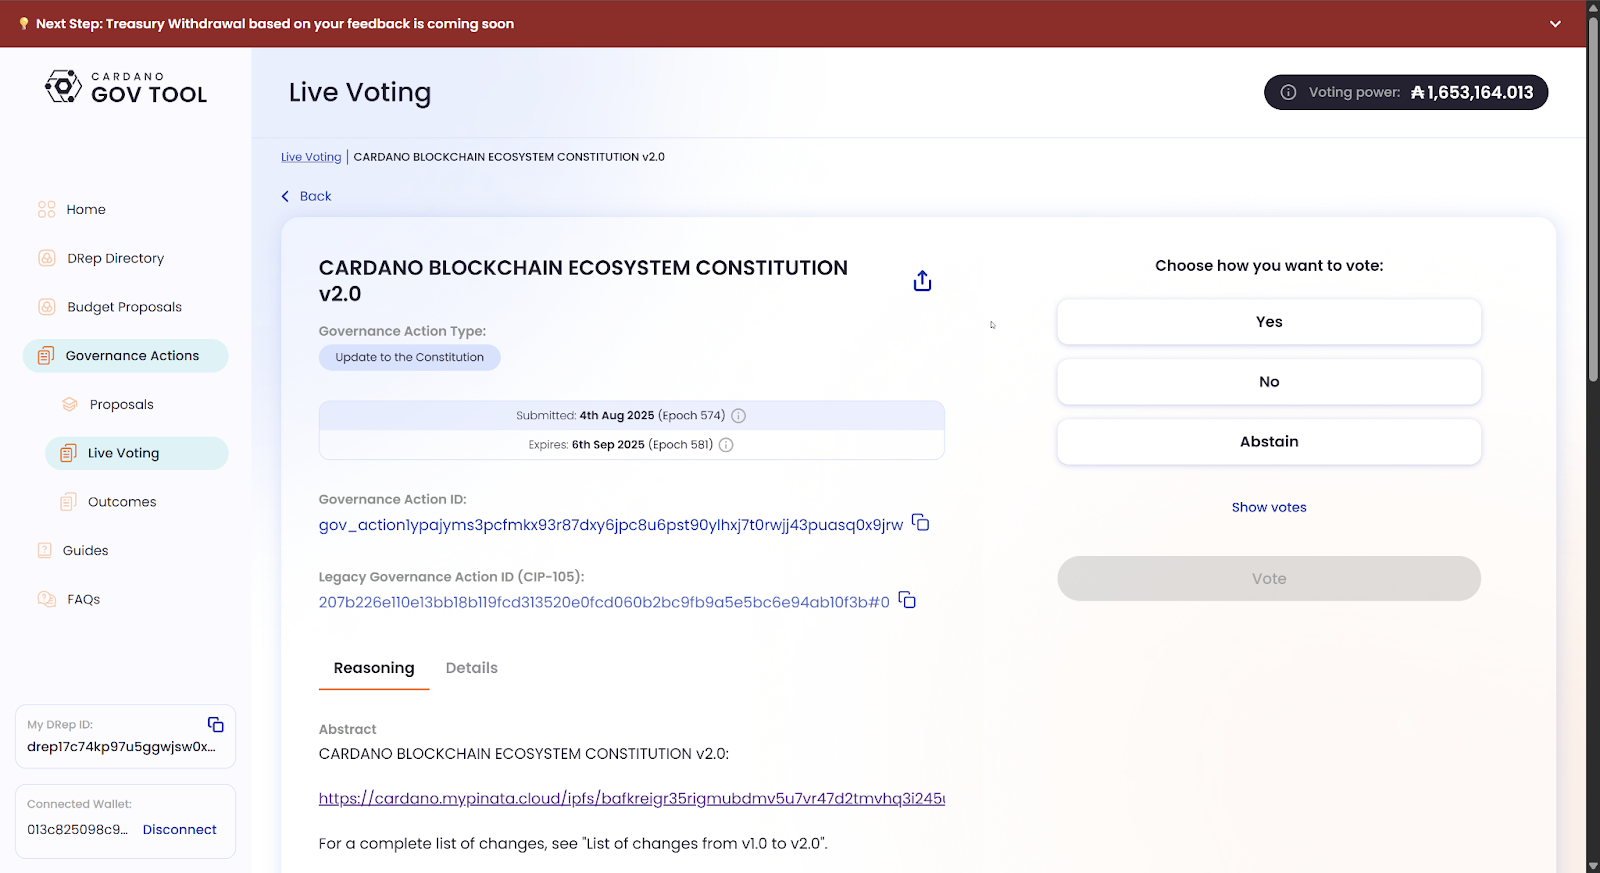 Next Step: Treasury Withdrawal based on your feedback is coming soon
CARDANO
GOV TOOL
Live Voting
Voting power: ₳1,653,164.013
Live Voting | CARDANO BLOCKCHAIN ECOSYSTEM CONSTITUTION v2.0
Back
Home
DRep Directory
Budget Proposals
Governance Actions
Proposals
Live Voting
Outcomes
Guides
FAQs
My DRep ID:
drep17c74kp97u5ggwjsw0x...
Connected Wallet:
013c825098c9... Disconnect
CARDANO BLOCKCHAIN ECOSYSTEM CONSTITUTION
v2.0
Governance Action Type:
Update to the Constitution
Submitted: 4th Aug 2025 (Epoch 574)
Expires: 6th Sep 2025 (Epoch 581)
Governance Action ID:
gov_action1ypajyms3pcfmkx93r87dxy6jpc8u6pst90ylhxj7t0rwjj43puasq0x9jrw
Legacy Governance Action ID (CIP-105):
207b226e110e13bb18b119fcd313520e0fcd060b2bc9fb9a5e5bc6e94ab10f3b#0
Reasoning Details
Abstract
CARDANO BLOCKCHAIN ECOSYSTEM CONSTITUTION v2.0:
https://cardano.mypinata.cloud/ipfs/bafkreigr35rigmubdmv5u7vr47d2tmvhq3i245u
For a complete list of changes, see "List of changes from v1.0 to v2.0".
Choose how you want to vote:
Yes
No
Abstain
Show votes
Vote